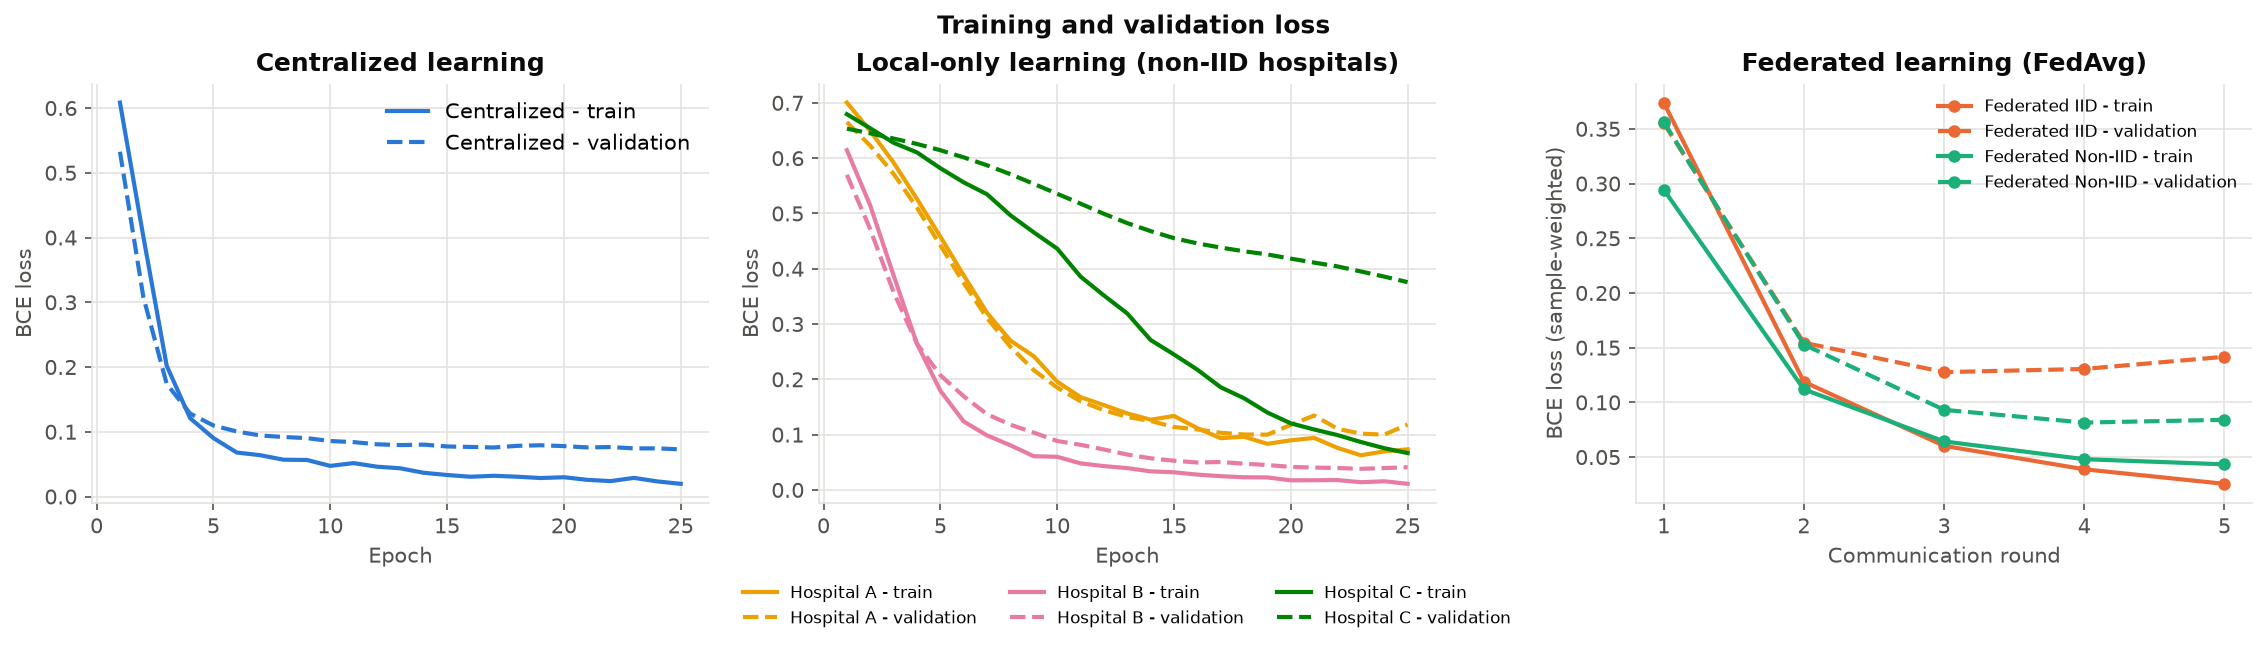 Training and validation loss
Centralized learning
BCE loss
0.6
0.5
0.4
0.3
0.2
0.1
0.0
0
5
10
15
20
25
Epoch
Centralized - train
Centralized - validation
Local-only learning (non-IID hospitals)
BCE loss
0.7
0.6
0.5
0.4
0.3
0.2
0.1
0.0
0
5
10
15
20
25
Epoch
Hospital A - train
Hospital A - validation
Hospital B - train
Hospital B - validation
Hospital C - train
Hospital C - validation
Federated learning (FedAvg)
BCE loss (sample-weighted)
0.35
0.30
0.25
0.20
0.15
0.10
0.05
1
2
3
4
5
Communication round
Federated IID - train
Federated IID - validation
Federated Non-IID - train
Federated Non-IID - validation